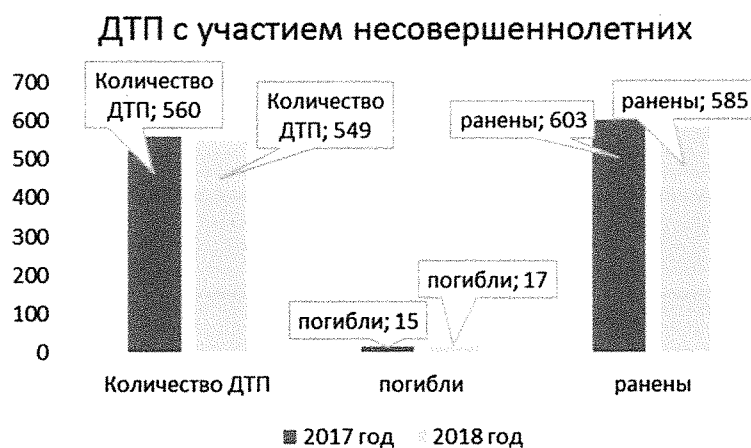 ДТП с участием несовершеннолетних
700
600
500
400
300
200
100
0
Количество
ДТП; 560
Количество
ДТП; 549
погибли; 15
погибли; 17
ранены; 603
ранены; 585
Количество ДТП
погибли
ранены
2017 год
2018 год